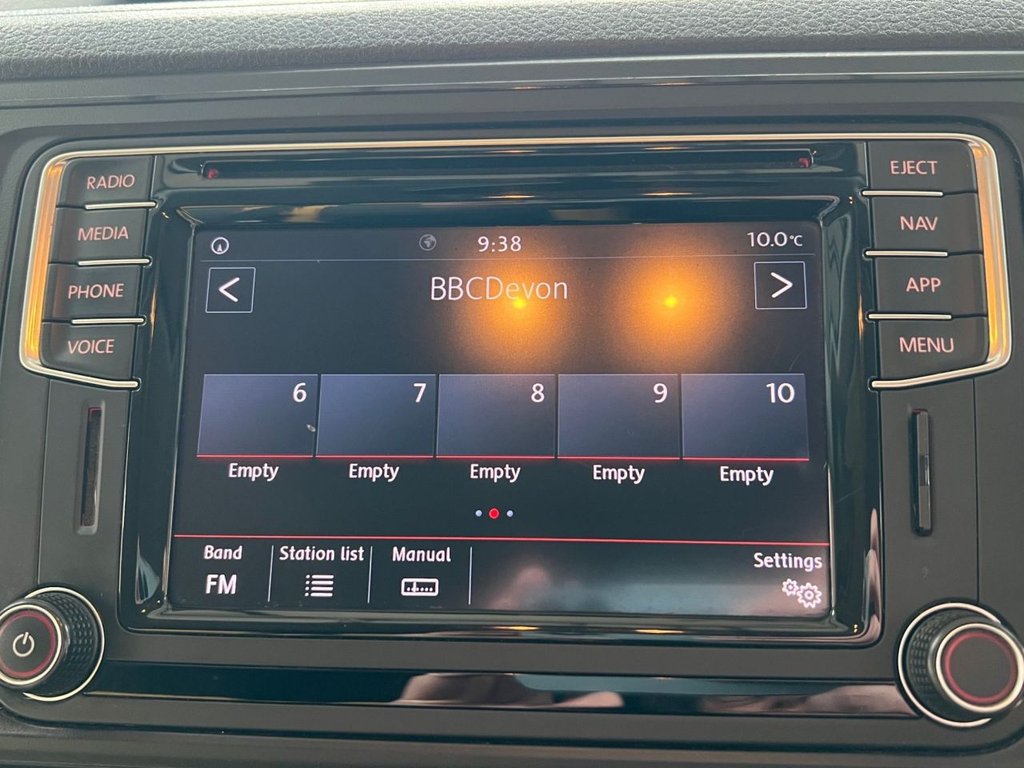 RADIO
MEDIA
PHONE
VOICE
9:38
10.0°c
<
BBCDevon
>
6 7 8 9 10
Empty Empty Empty Empty Empty
Band Station list Manual Settings
FM
EJECT
NAV
APP
MENU